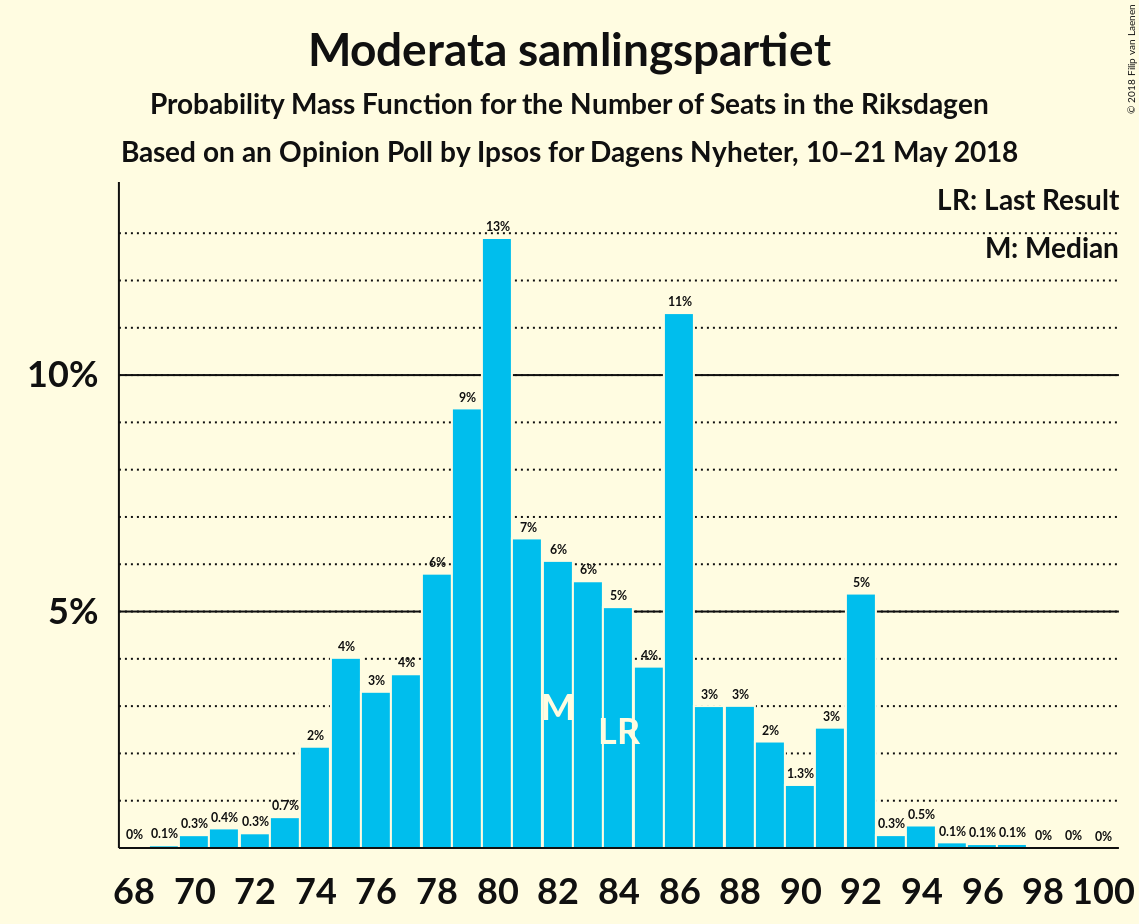 Moderata samlingspartiet
Probability Mass Function for the Number of Seats in the Riksdagen
Based on an Opinion Poll by Ipsos for Dagens Nyheter, 10–21 May 2018
© 2018 Filip van Laenen
LR: Last Result
M: Median
10%
5%
0% 0.1% 0.3% 0.4% 0.3% 0.7% 2% 4% 3% 4% 6% 9% 13% 7% 6% 6% 5% 4% 11% 3% 3% 2% 1.3% 3% 5% 0.3% 0.5% 0.1% 0.1% 0.1% 0% 0% 0%
M
LR
68 70 72 74 76 78 80 82 84 86 88 90 92 94 96 98 100